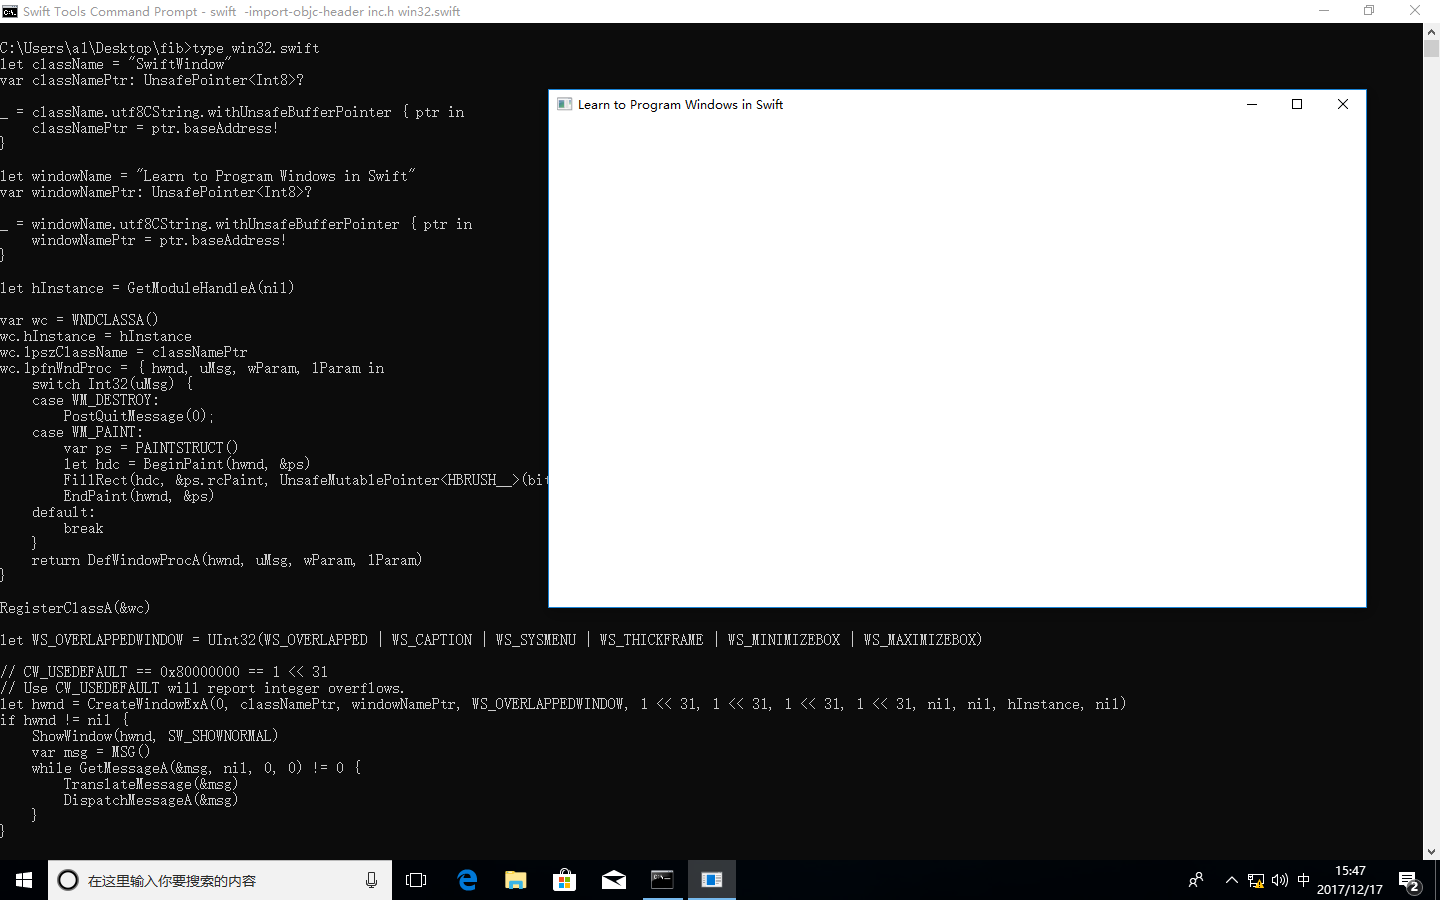 Swift Tools Command Prompt - swift  -import-objc-header inc.h win32.swift
C:\Users\al\Desktop\fib>type win32.swift
let className = "SwiftWindow"
var classNamePtr: UnsafePointer<Int8>?
_ = className.utf8CString.withUnsafeBufferPointer { ptr in
    classNamePtr = ptr.baseAddress!
}
let windowName = "Learn to Program Windows in Swift"
var windowNamePtr: UnsafePointer<Int8>?
_ = windowName.utf8CString.withUnsafeBufferPointer { ptr in
    windowNamePtr = ptr.baseAddress!
}
let hInstance = GetModuleHandleA(nil)
var wc = WNDCLASSA()
wc.hInstance = hInstance
wc.lpszClassName = classNamePtr
wc.lpfnWndProc = { hwnd, uMsg, wParam, lParam in
    switch Int32(uMsg) {
    case WM_DESTROY:
        PostQuitMessage(0);
    case WM_PAINT:
        var ps = PAINTSTRUCT()
        let hdc = BeginPaint(hwnd, &ps)
        FillRect(hdc, &ps.rcPaint, UnsafeMutablePointer<HBRUSH__>(bit
        EndPaint(hwnd, &ps)
    default:
        break
    }
    return DefWindowProcA(hwnd, uMsg, wParam, lParam)
}
RegisterClassA(&wc)
let WS_OVERLAPPEDWINDOW = UInt32(WS_OVERLAPPED | WS_CAPTION | WS_SYSMENU | WS_THICKFRAME | WS_MINIMIZEBOX | WS_MAXIMIZEBOX)
// CW_USEDEFAULT == 0x80000000 == 1 << 31
// Use CW_USEDEFAULT will report integer overflows.
let hwnd = CreateWindowExA(0, classNamePtr, windowNamePtr, WS_OVERLAPPEDWINDOW, 1 << 31, 1 << 31, 1 << 31, 1 << 31, nil, nil, hInstance, nil)
if hwnd != nil {
    ShowWindow(hwnd, SW_SHOWNORMAL)
    var msg = MSG()
    while GetMessageA(&msg, nil, 0, 0) != 0 {
        TranslateMessage(&msg)
        DispatchMessageA(&msg)
    }
}
Learn to Program Windows in Swift
在这里输入你要搜索的内容
中
15:47
2017/12/17
2